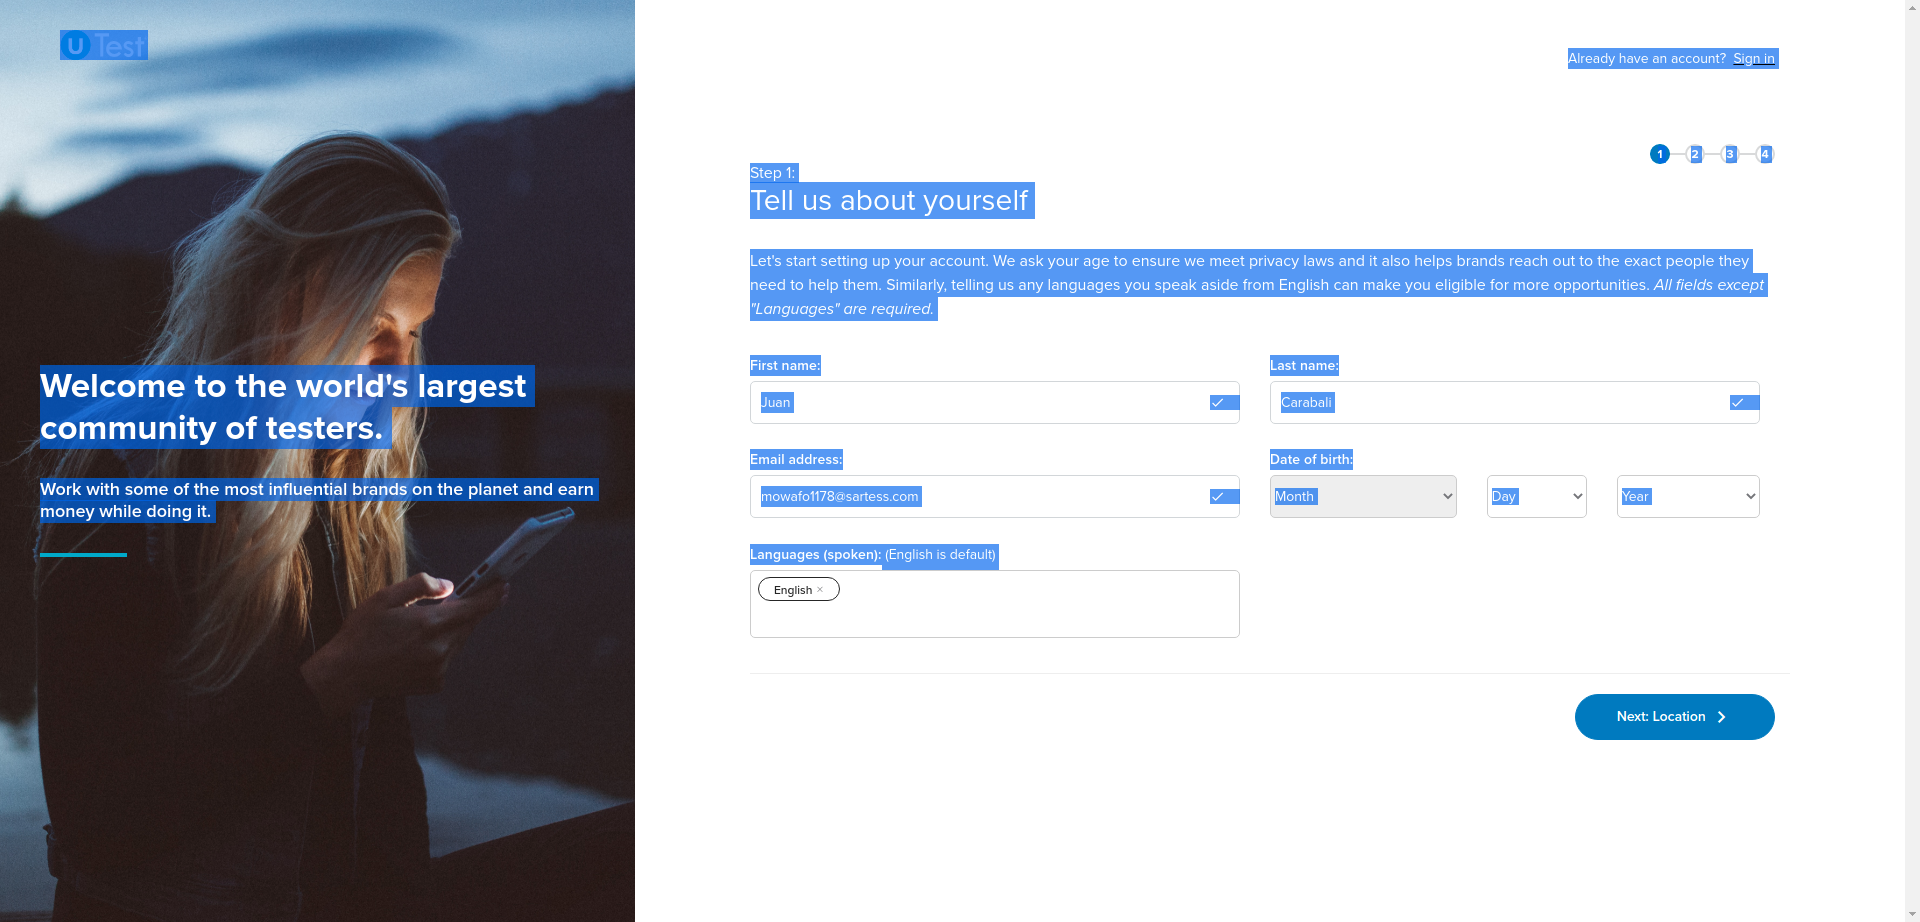 uTest
Already have an account? Sign in
1 2 3 4
Step 1:
Tell us about yourself
Let's start setting up your account. We ask your age to ensure we meet privacy laws and it also helps brands reach out to the exact people they
need to help them. Similarly, telling us any languages you speak aside from English can make you eligible for more opportunities. All fields except
"Languages" are required.
First name:
Last name:
Juan
Carabali
Email address:
Date of birth:
mowafo1178@sartess.com
Month
Day
Year
Languages (spoken): (English is default)
English ×
Next: Location
Welcome to the world's largest
community of testers.
Work with some of the most influential brands on the planet and earn
money while doing it.